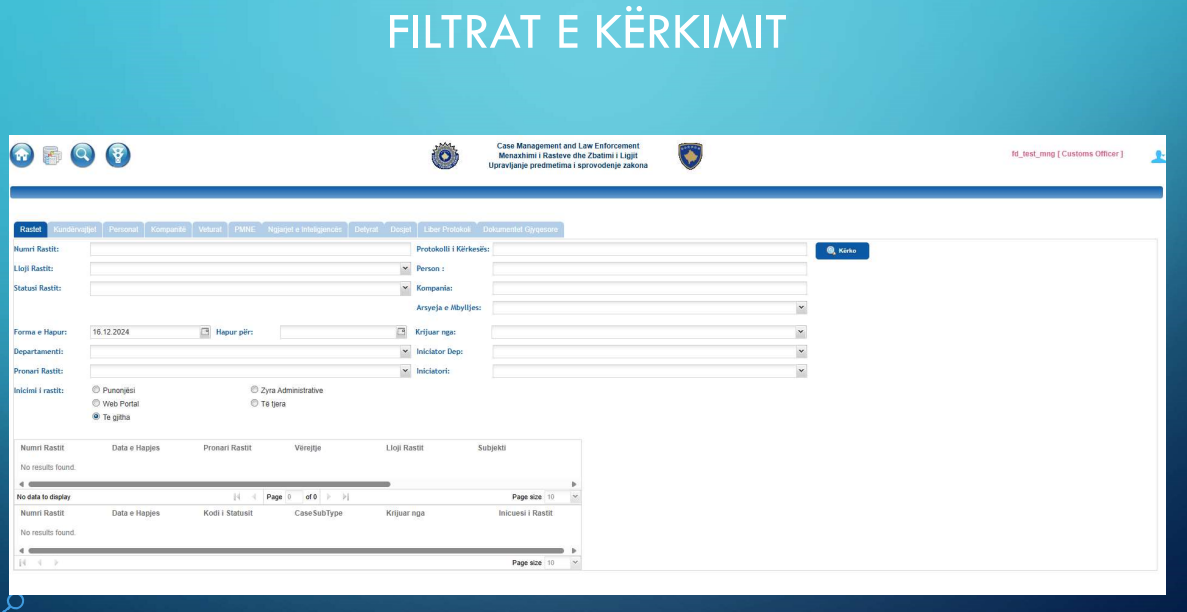 FILTRAT E KËRKIMIT
Case Management and Law Enforcement
Menaxhimi i Rasteve dhe Zbatimi i Ligjit
Upravljanje predmetima i sprovodenje zakona
fd_test_mng [ Customs Officer ]
Rastet Kundërvajtjet Personat Kompanitë Veturat PMNE Ngjarjet e Inteligjencës Detyrat Dosjet Liber Protokoli Dokumentet Gjyqesore
Numri Rastit: Protokolli i Kërkesës: Kërko
Lloji Rastit: Person :
Statusi Rastit: Kompania:
Arsyeja e Mbylljes:
Forma e Hapur: 16.12.2024 Hapur për: Krijuar nga:
Departamenti: Iniciator Dep:
Pronari Rastit: Iniciatori:
Inicimi i rastit: Punonjësi Zyra Administrative
Web Portal Të tjera
Te gjitha
Numri Rastit Data e Hapjes Pronari Rastit Vërejtje Lloji Rastit Subjekti
No results found.
No data to display Page 0 of 0 Page size 10
Numri Rastit Data e Hapjes Kodi i Statusit CaseSubType Krijuar nga Inicuesi i Rastit
No results found.
Page size 10